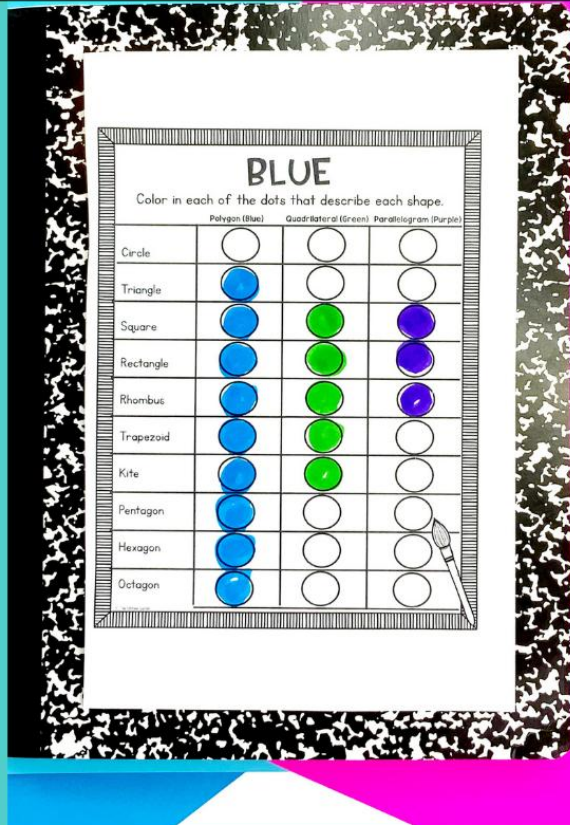 BLUE
Color in each of the dots that describe each shape.
Polygon (Blue) Quadrilateral (Green) Parallelogram (Purple)
Circle
Triangle
Square
Rectangle
Rhombus
Trapezoid
Kite
Pentagon
Hexagon
Octagon